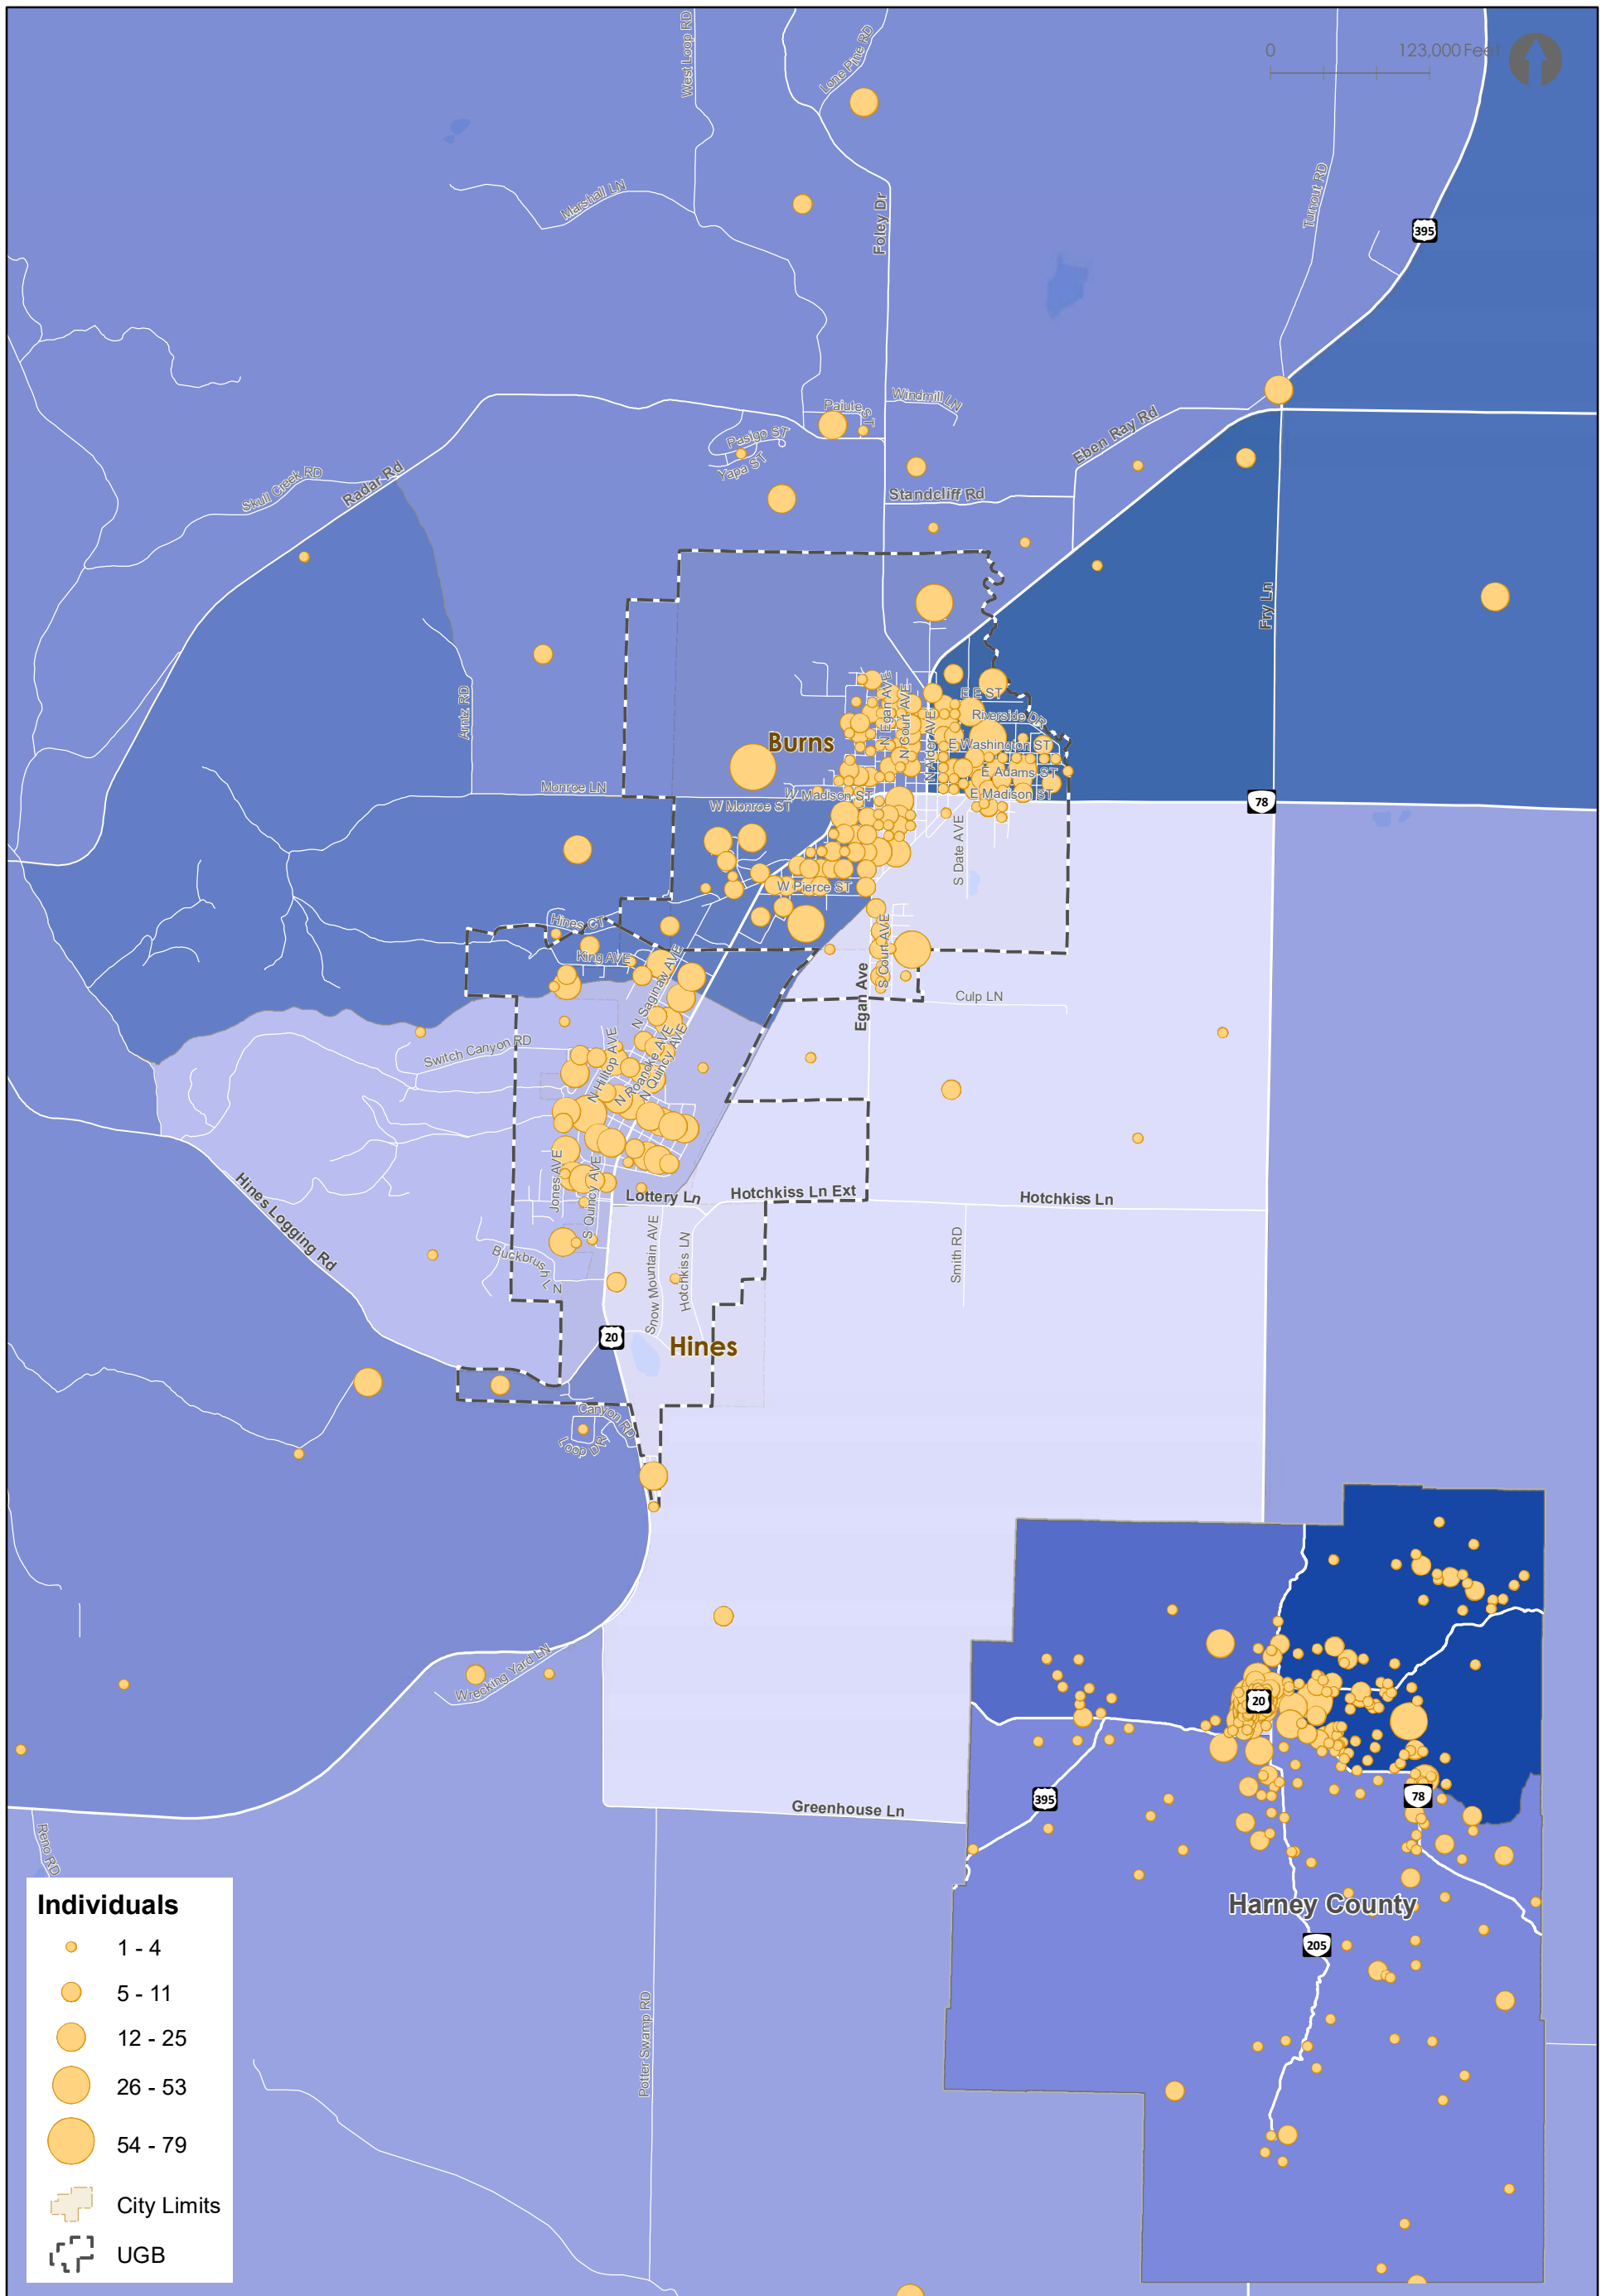 0 123,000 Feet
West Loop RD
Lone Pine RD
Marshall LN
Foley Dr
Turnout RD
395
Paiute ST
Windmill LN
Pasigo ST
Yapa ST
Eben Ray Rd
Skull Creek RD
Radar Rd
Standcliff Rd
Fry Ln
Arntz RD
N Egan AVE
N Court AVE
N Alder AVE
E E ST
Riverside DR
Burns
E Washington ST
E Adams ST
Monroe LN
W Madison ST
E Madison ST
W Monroe ST
78
S Date AVE
W Pierce ST
Hines CT
King AVE
S Court AVE
N Saginaw AVE
Egan Ave
Culp LN
Switch Canyon RD
N Hilltop AVE
N Roanoke AVE
N Quincy AVE
Jones AVE
S Quincy AVE
Lottery Ln
Hotchkiss Ln Ext
Hotchkiss Ln
Hines Logging Rd
Snow Mountain AVE
Hotchkiss LN
Smith RD
Buckbrush LN
20
Hines
Canyon RD
Loop DR
Wrecking Yard LN
20
395
78
Greenhouse Ln
Reno RD
Harney County
205
Potter Swamp RD
Individuals
1 - 4
5 - 11
12 - 25
26 - 53
54 - 79
City Limits
UGB